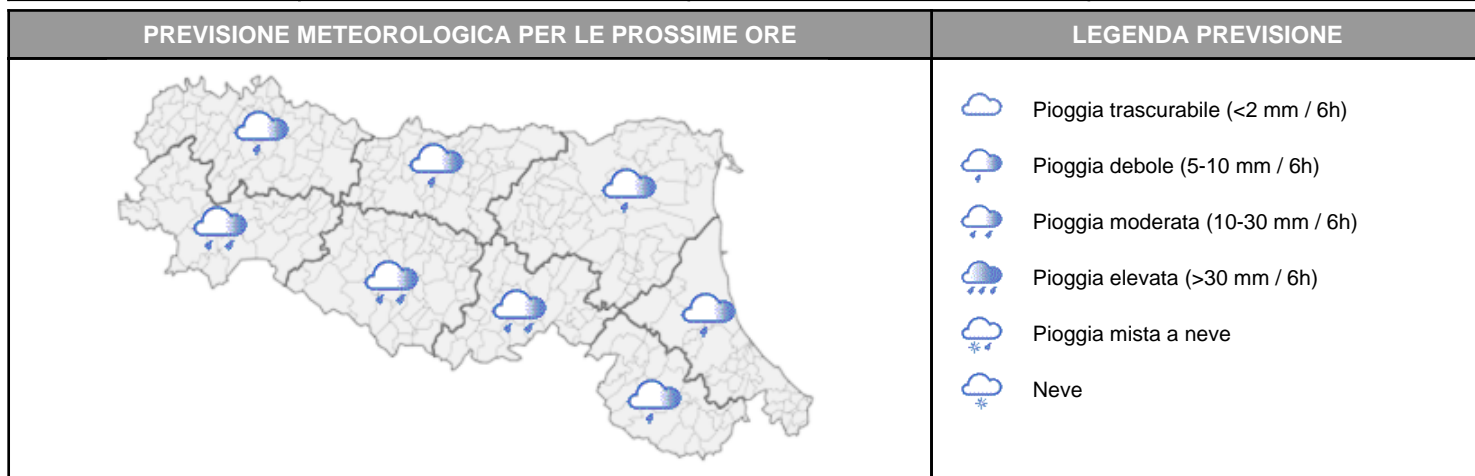 PREVISIONE METEOROLOGICA PER LE PROSSIME ORE
LEGENDA PREVISIONE
Pioggia trascurabile (<2 mm / 6h)
Pioggia debole (5-10 mm / 6h)
Pioggia moderata (10-30 mm / 6h)
Pioggia elevata (>30 mm / 6h)
Pioggia mista a neve
Neve